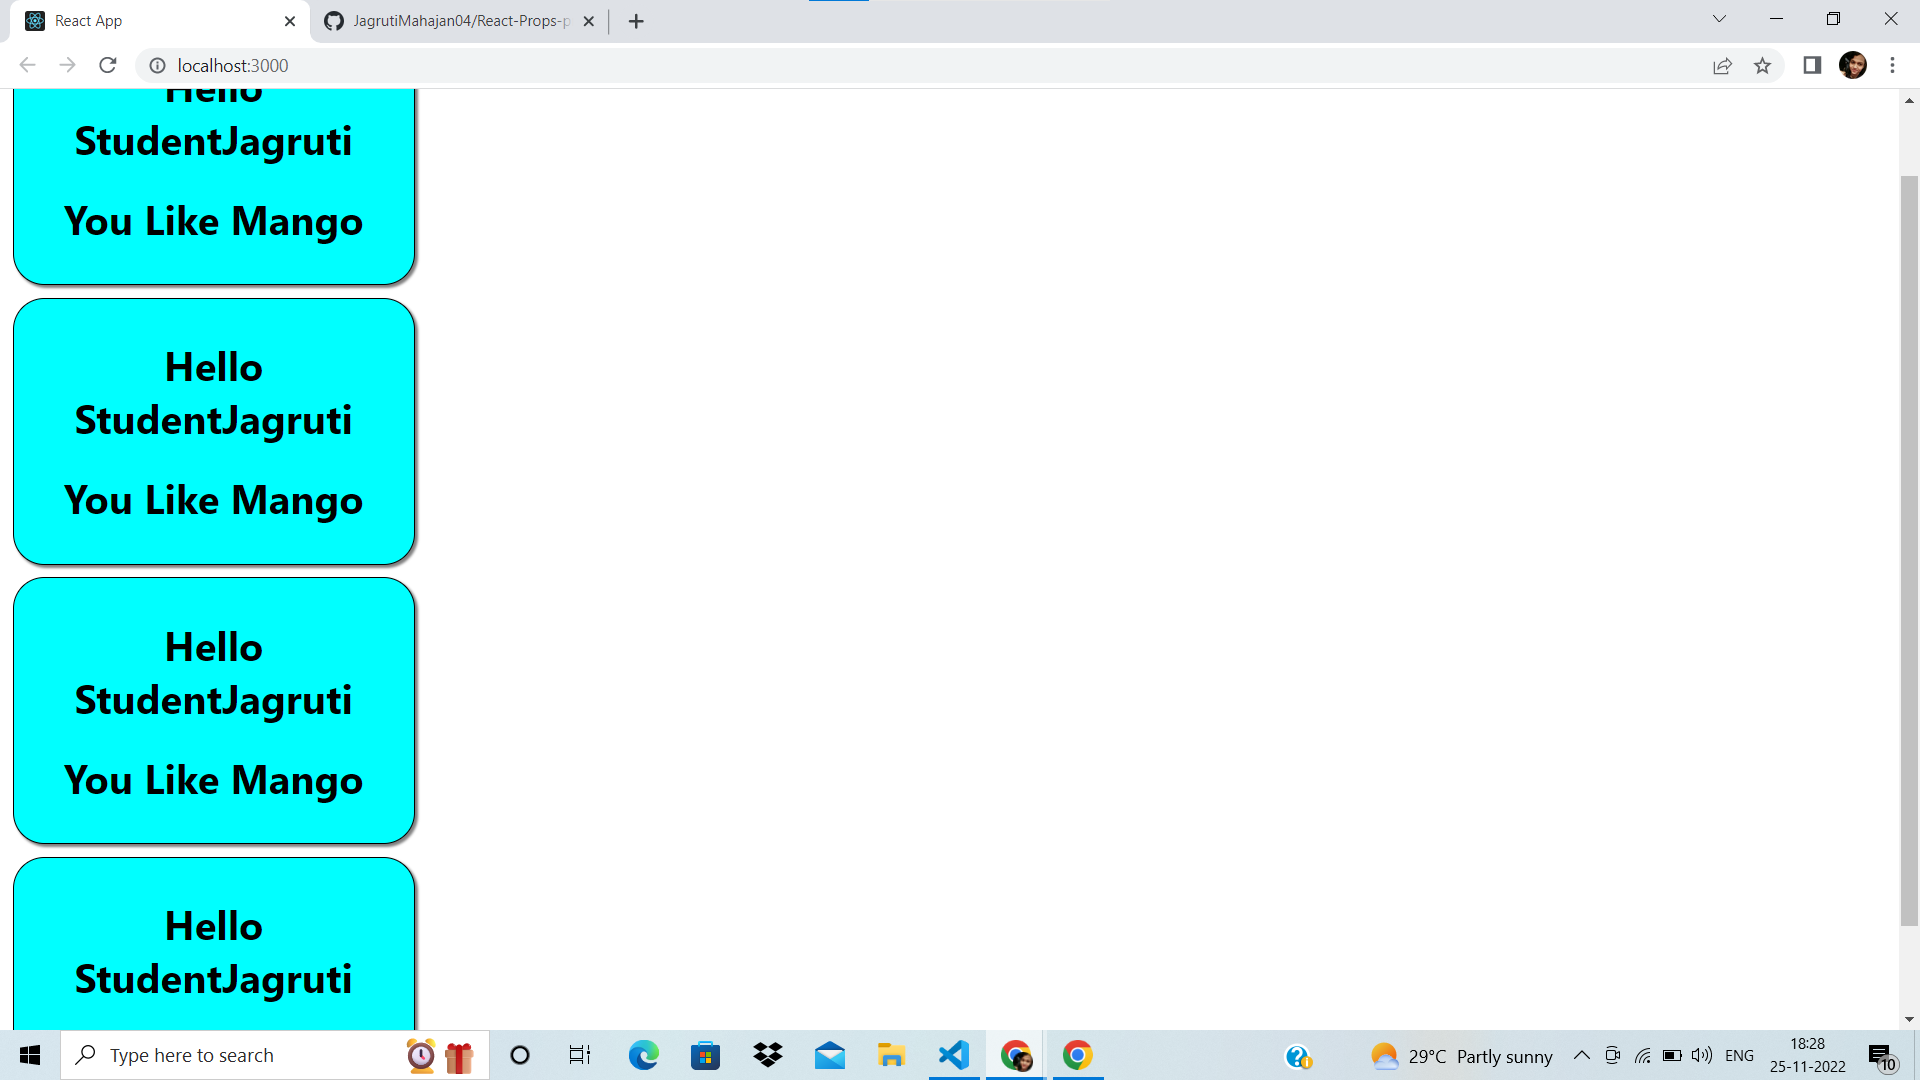 React App
JagrutiMahajan04/React-Props-p
localhost:3000
Hello
StudentJagruti
You Like Mango
Hello
StudentJagruti
You Like Mango
Hello
StudentJagruti
You Like Mango
Hello
StudentJagruti
Type here to search
29°C Partly sunny
ENG
18:28
25-11-2022
10